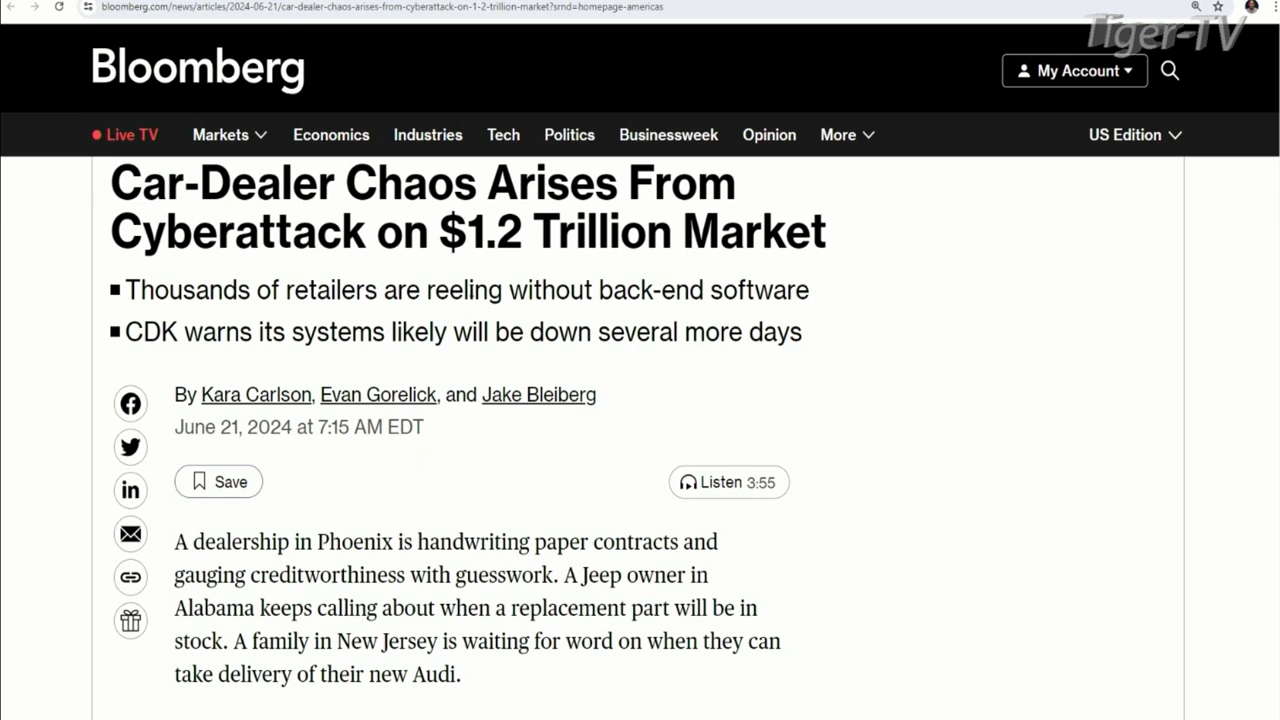 bloomberg.com/news/articles/2024-06-21/car-dealer-chaos-arises-from-cyberattack-on-1-2-trillion-market?srnd=homepage-americas
Tiger-TV
Bloomberg
My Account
Live TV Markets Economics Industries Tech Politics Businessweek Opinion More US Edition
Car-Dealer Chaos Arises From
Cyberattack on $1.2 Trillion Market
Thousands of retailers are reeling without back-end software
CDK warns its systems likely will be down several more days
By Kara Carlson, Evan Gorelick, and Jake Bleiberg
June 21, 2024 at 7:15 AM EDT
Save Listen 3:55
A dealership in Phoenix is handwriting paper contracts and
gauging creditworthiness with guesswork. A Jeep owner in
Alabama keeps calling about when a replacement part will be in
stock. A family in New Jersey is waiting for word on when they can
take delivery of their new Audi.